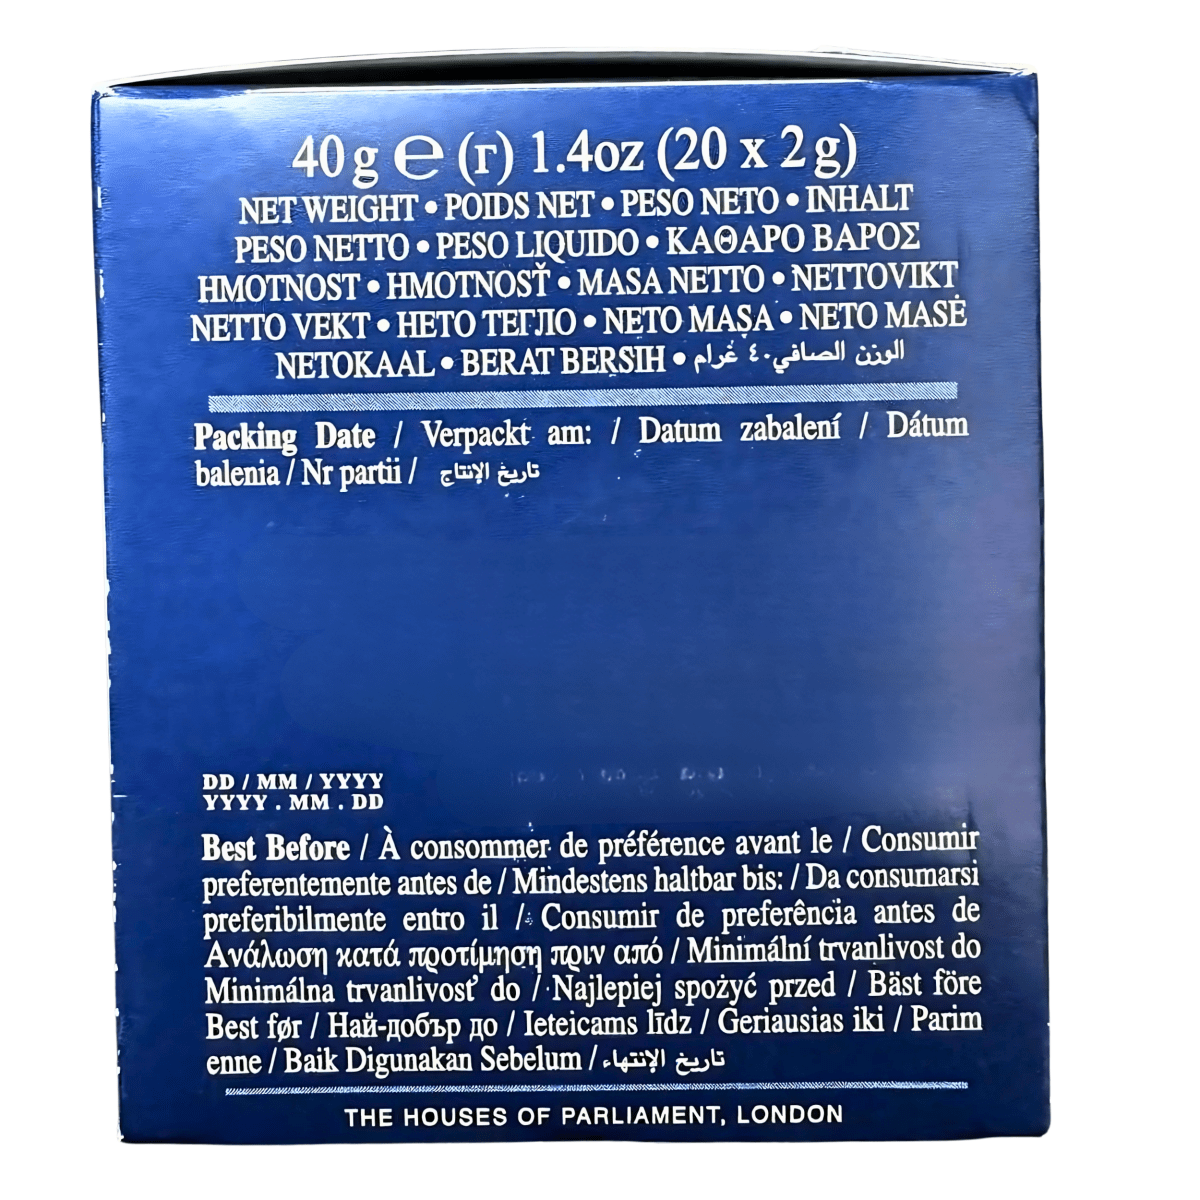 40 g ℮ (г) 1.4oz (20 x 2 g)
NET WEIGHT • POIDS NET • PESO NETO • INHALT
PESO NETTO • PESO LIQUIDO • ΚΑΘΑΡΟ ΒΑΡΟΣ
HMOTNOST • HMOTNOSŤ • MASA NETTO • NETTOVIKT
NETTO VEKT • НЕТО ТЕГЛО • NETO MASA • NETO MASĖ
NETOKAAL • BERAT BERSIH • الوزن الصافي٤٠ غرام
Packing Date / Verpackt am: / Datum zabalení / Dátum
balenia / Nr partii / تاريخ الإنتاج
DD / MM / YYYY
YYYY . MM . DD
Best Before / À consommer de préférence avant le / Consumir
preferentemente antes de / Mindestens haltbar bis: / Da consumarsi
preferibilmente entro il / Consumir de preferência antes de
Ανάλωση κατά προτίμηση πριν από / Minimální trvanlivost do
Minimálna trvanlivosť do / Najlepiej spożyć przed / Bäst före
Best før / Най-добър до / Ieteicams līdz / Geriausias iki / Parim
enne / Baik Digunakan Sebelum / تاريخ الإنتهاء
THE HOUSES OF PARLIAMENT, LONDON